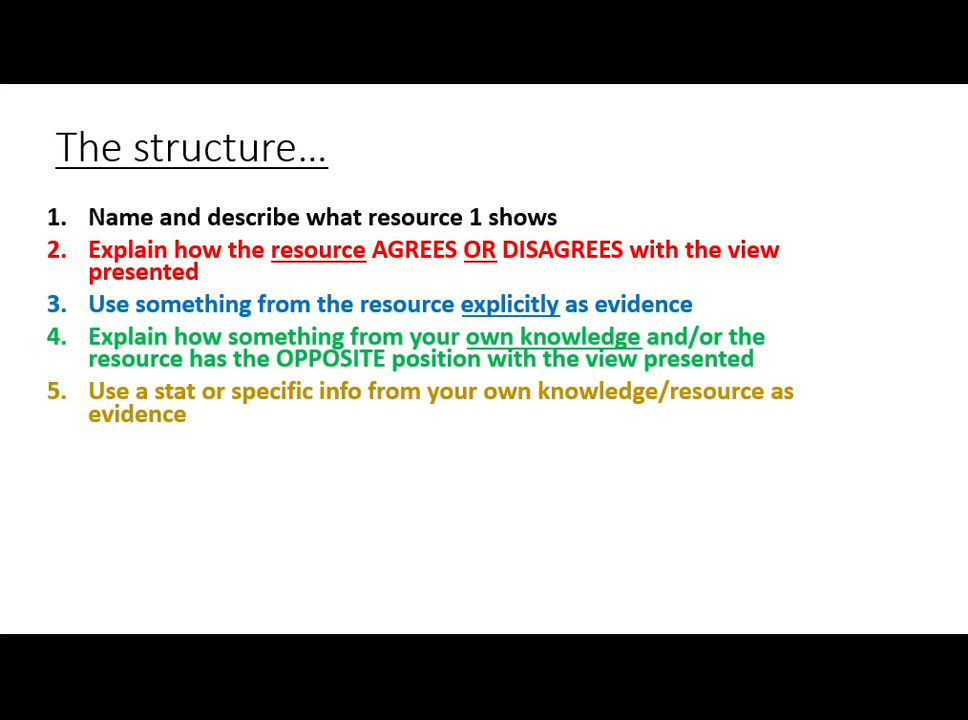 The structure...
1. Name and describe what resource 1 shows
2. Explain how the resource AGREES OR DISAGREES with the view
presented
3. Use something from the resource explicitly as evidence
4. Explain how something from your own knowledge and/or the
resource has the OPPOSITE position with the view presented
5. Use a stat or specific info from your own knowledge/resource as
evidence